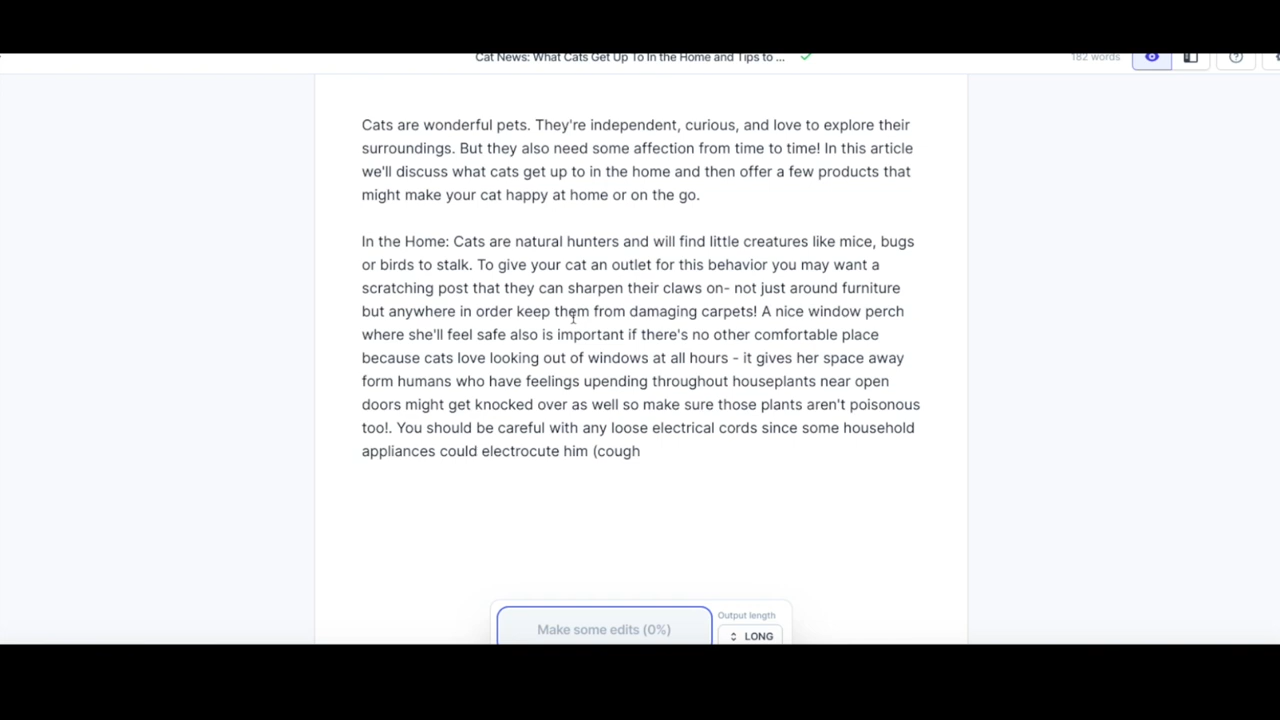 Cat News: What Cats Get Up To In the Home and Tips to ...
182 words
Cats are wonderful pets. They're independent, curious, and love to explore their
surroundings. But they also need some affection from time to time! In this article
we'll discuss what cats get up to in the home and then offer a few products that
might make your cat happy at home or on the go.
In the Home: Cats are natural hunters and will find little creatures like mice, bugs
or birds to stalk. To give your cat an outlet for this behavior you may want a
scratching post that they can sharpen their claws on- not just around furniture
but anywhere in order keep them from damaging carpets! A nice window perch
where she'll feel safe also is important if there's no other comfortable place
because cats love looking out of windows at all hours - it gives her space away
form humans who have feelings upending throughout houseplants near open
doors might get knocked over as well so make sure those plants aren't poisonous
too!. You should be careful with any loose electrical cords since some household
appliances could electrocute him (cough
Make some edits (0%)
Output length
LONG